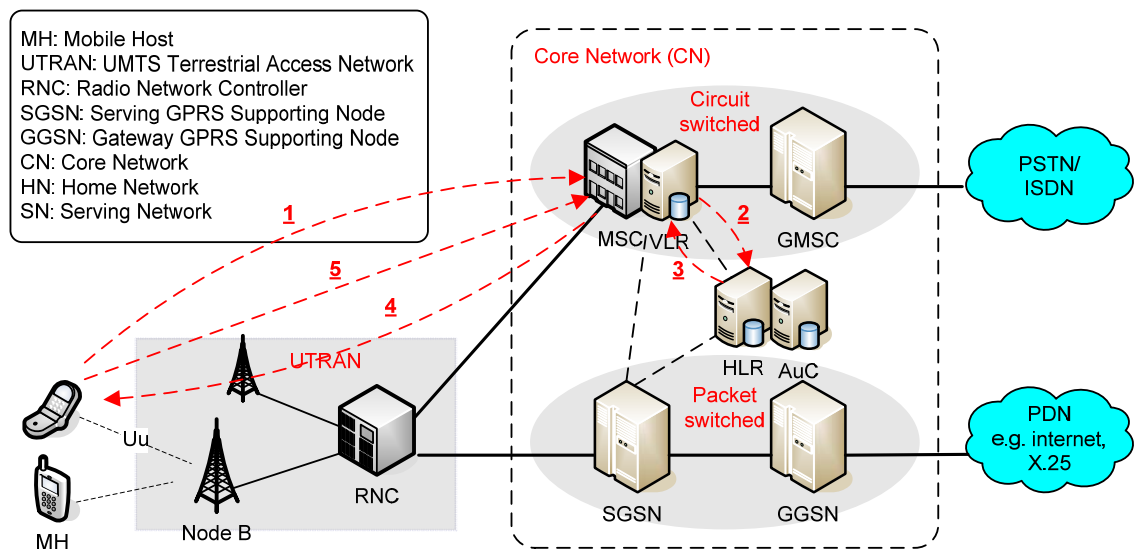 MH: Mobile Host
UTRAN: UMTS Terrestrial Access Network
RNC: Radio Network Controller
SGSN: Serving GPRS Supporting Node
GGSN: Gateway GPRS Supporting Node
CN: Core Network
HN: Home Network
SN: Serving Network
Core Network (CN)
Circuit
switched
PSTN/
ISDN
1
2
MSC/VLR
GMSC
3
5
4
UTRAN
HLR
AuC
Packet
switched
PDN
e.g. internet,
X.25
Uu
RNC
SGSN
GGSN
Node B
MH